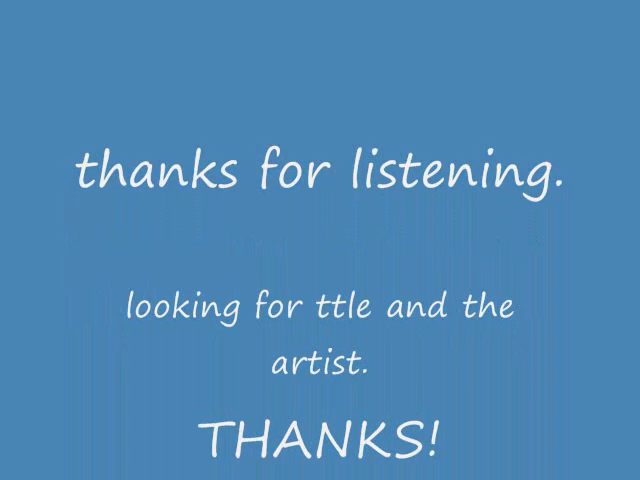 thanks for listening.
looking for ttle and the
artist.
THANKS!